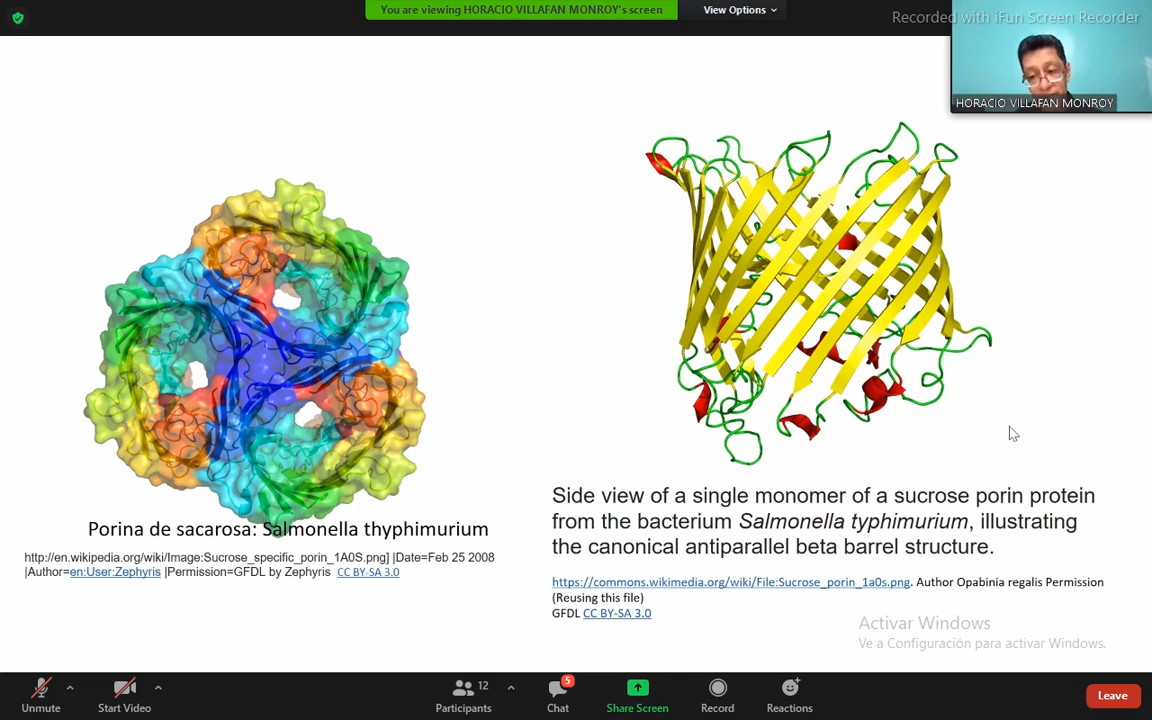 You are viewing HORACIO VILLAFAN MONROY's screen
View Options
Recorded with iFun Screen Recorder
HORACIO VILLAFAN MONROY
Porina de sacarosa: Salmonella thyphimurium
http://en.wikipedia.org/wiki/Image:Sucrose_specific_porin_1A0S.png] |Date=Feb 25 2008
|Author=en:User:Zephyris |Permission=GFDL by Zephyris CC BY-SA 3.0
Side view of a single monomer of a sucrose porin protein
from the bacterium Salmonella typhimurium, illustrating
the canonical antiparallel beta barrel structure.
https://commons.wikimedia.org/wiki/File:Sucrose_porin_1a0s.png. Author Opabinia regalis Permission
(Reusing this file)
GFDL CC BY-SA 3.0
Activar Windows
Ve a Configuración para activar Windows.
Unmute
Start Video
12
Participants
5
Chat
Share Screen
Record
Reactions
Leave